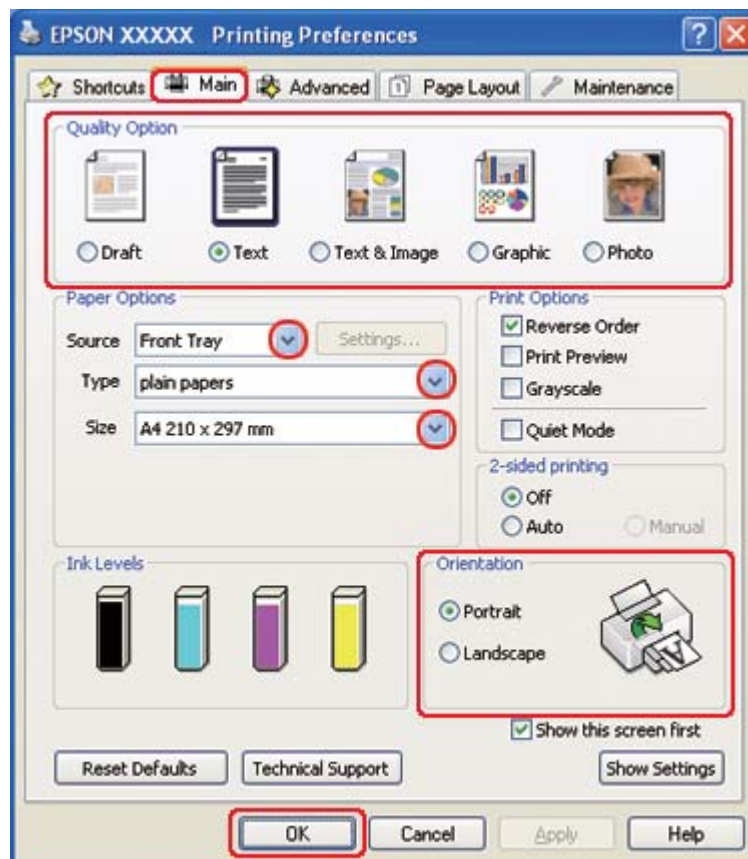 EPSON XXXXX Printing Preferences
Shortcuts Main Advanced Page Layout Maintenance
Quality Option
Draft Text Text & Image Graphic Photo
Paper Options
Source Front Tray Settings...
Type plain papers
Size A4 210 x 297 mm
Print Options
Reverse Order
Print Preview
Grayscale
Quiet Mode
2-sided printing
Off
Auto Manual
Ink Levels
Orientation
Portrait
Landscape
Show this screen first
Reset Defaults Technical Support Show Settings
OK Cancel Apply Help